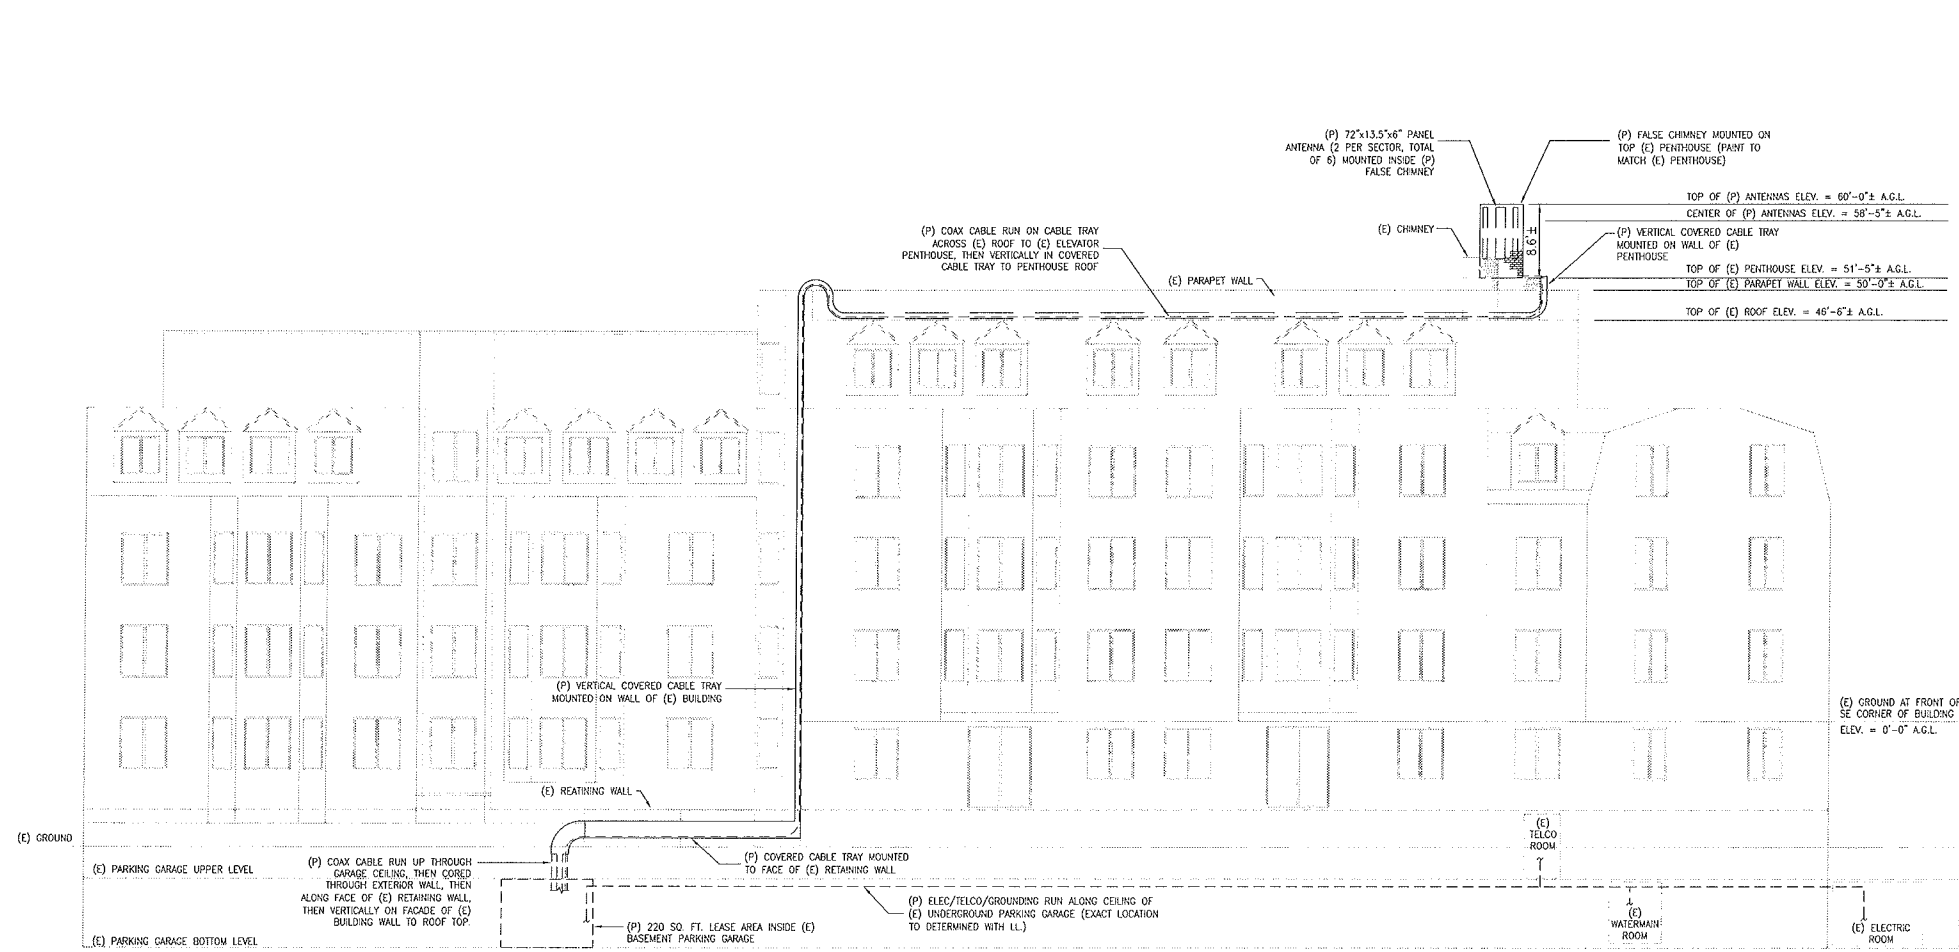 (P) 72"x13.5"x6" PANEL
ANTENNA (2 PER SECTOR, TOTAL
OF 6) MOUNTED INSIDE (P)
FALSE CHIMNEY
(P) FALSE CHIMNEY MOUNTED ON
TOP (E) PENTHOUSE (PAINT TO
MATCH (E) PENTHOUSE)
TOP OF (P) ANTENNAS ELEV. = 60'-0"± A.G.L.
CENTER OF (P) ANTENNAS ELEV. = 58'-5"± A.G.L.
(E) CHIMNEY
8.6'±
(P) VERTICAL COVERED CABLE TRAY
MOUNTED ON WALL OF (E)
PENTHOUSE
(P) COAX CABLE RUN ON CABLE TRAY
ACROSS (E) ROOF TO (E) ELEVATOR
PENTHOUSE, THEN VERTICALLY IN COVERED
CABLE TRAY TO PENTHOUSE ROOF
(E) PARAPET WALL
TOP OF (E) PENTHOUSE ELEV. = 51'-5"± A.G.L.
TOP OF (E) PARAPET WALL ELEV. = 50'-0"± A.G.L.
TOP OF (E) ROOF ELEV. = 46'-6"± A.G.L.
(P) VERTICAL COVERED CABLE TRAY
MOUNTED ON WALL OF (E) BUILDING
(E) GROUND AT FRONT OF
SE CORNER OF BUILDING
ELEV. = 0'-0" A.G.L.
(E) REATINING WALL
(E) GROUND
(E) TELCO
ROOM
(E) PARKING GARAGE UPPER LEVEL
(P) COAX CABLE RUN UP THROUGH
GARAGE CEILING, THEN CORED
THROUGH EXTERIOR WALL, THEN
ALONG FACE OF (E) RETAINING WALL,
THEN VERTICALLY ON FACADE OF (E)
BUILDING WALL TO ROOF TOP.
(P) COVERED CABLE TRAY MOUNTED
TO FACE OF (E) RETAINING WALL
(P) ELEC/TELCO/GROUNDING RUN ALONG CEILING OF
(E) UNDERGROUND PARKING GARAGE (EXACT LOCATION
TO DETERMINED WITH LL.)
(P) 220 SQ. FT. LEASE AREA INSIDE (E)
BASEMENT PARKING GARAGE
(E)
WATERMAIN
ROOM
(E) ELECTRIC
ROOM
(E) PARKING GARAGE BOTTOM LEVEL